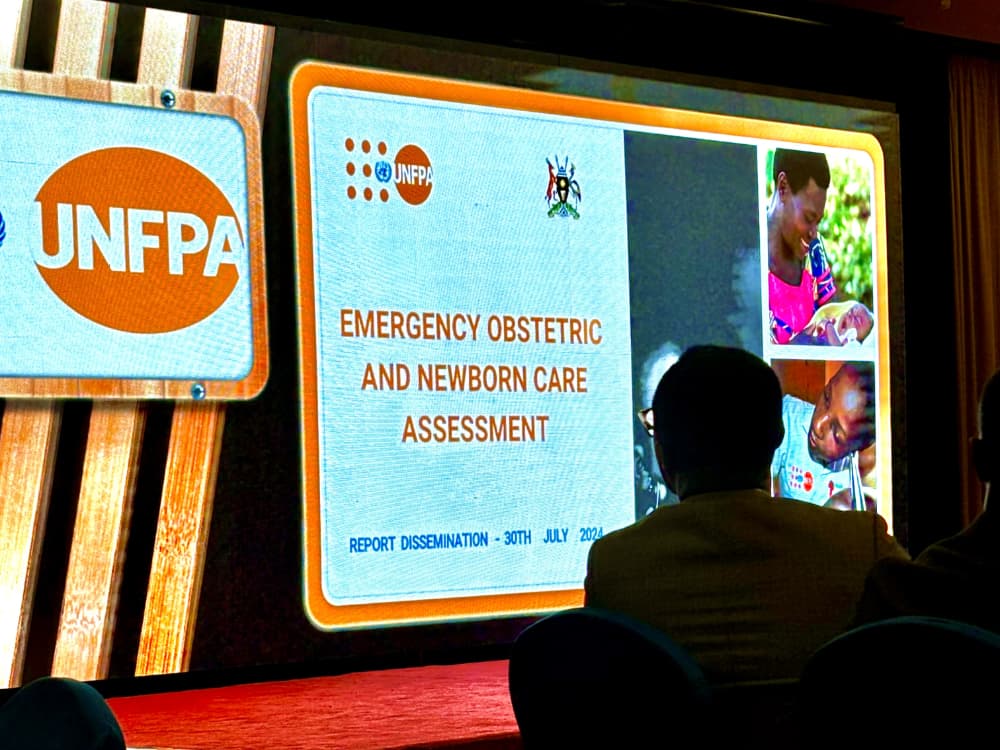 UNFPA
UNFPA
EMERGENCY OBSTETRIC
AND NEWBORN CARE
ASSESSMENT
REPORT DISSEMINATION - 30TH JULY 2024